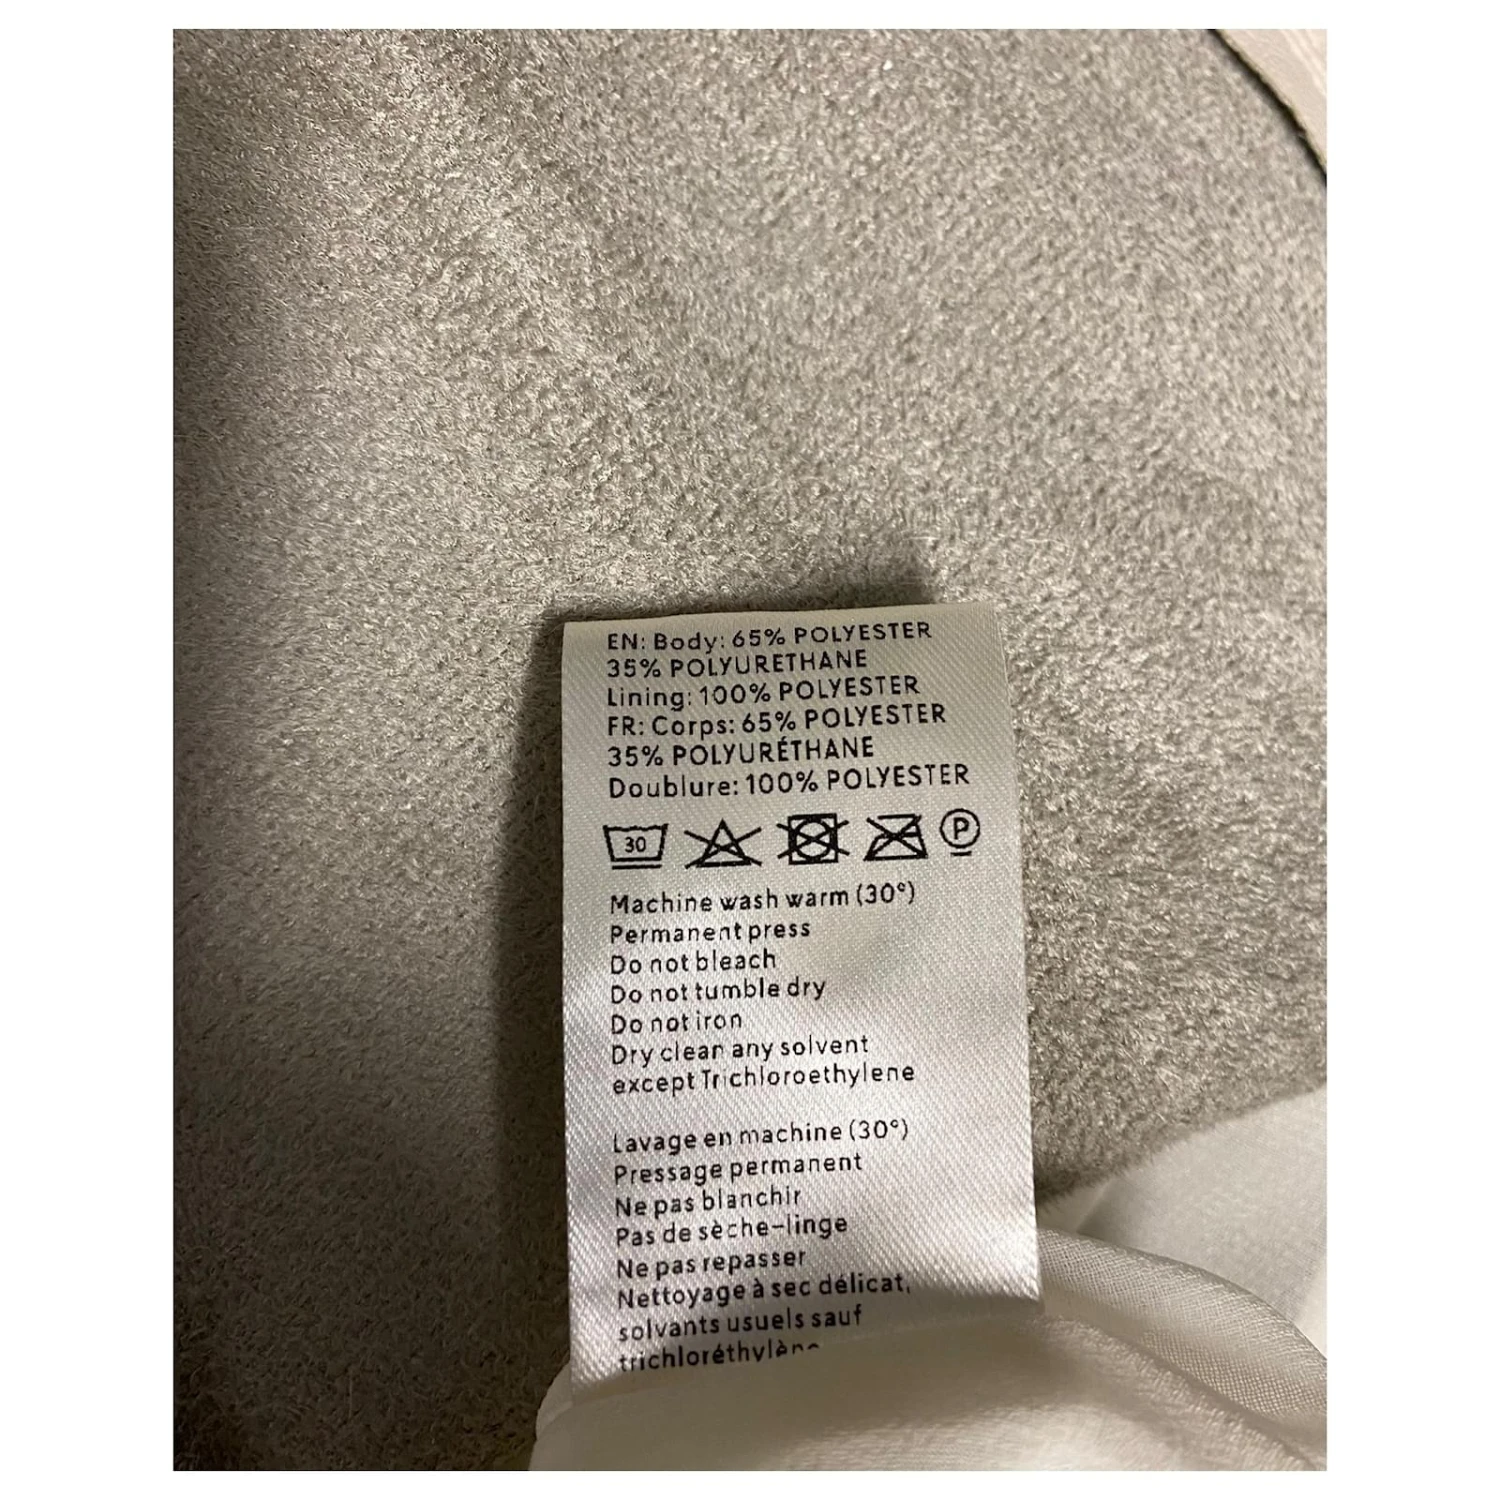 EN: Body: 65% POLYESTER
35% POLYURETHANE
Lining: 100% POLYESTER
FR: Corps: 65% POLYESTER
35% POLYURÉTHANE
Doublure: 100% POLYESTER
30 P
Machine wash warm (30°)
Permanent press
Do not bleach
Do not tumble dry
Do not iron
Dry clean any solvent
except Trichloroethylene
Lavage en machine (30°)
Pressage permanent
Ne pas blanchir
Pas de sèche-linge
Ne pas repasser
Nettoyage à sec délicat,
solvants usuels sauf